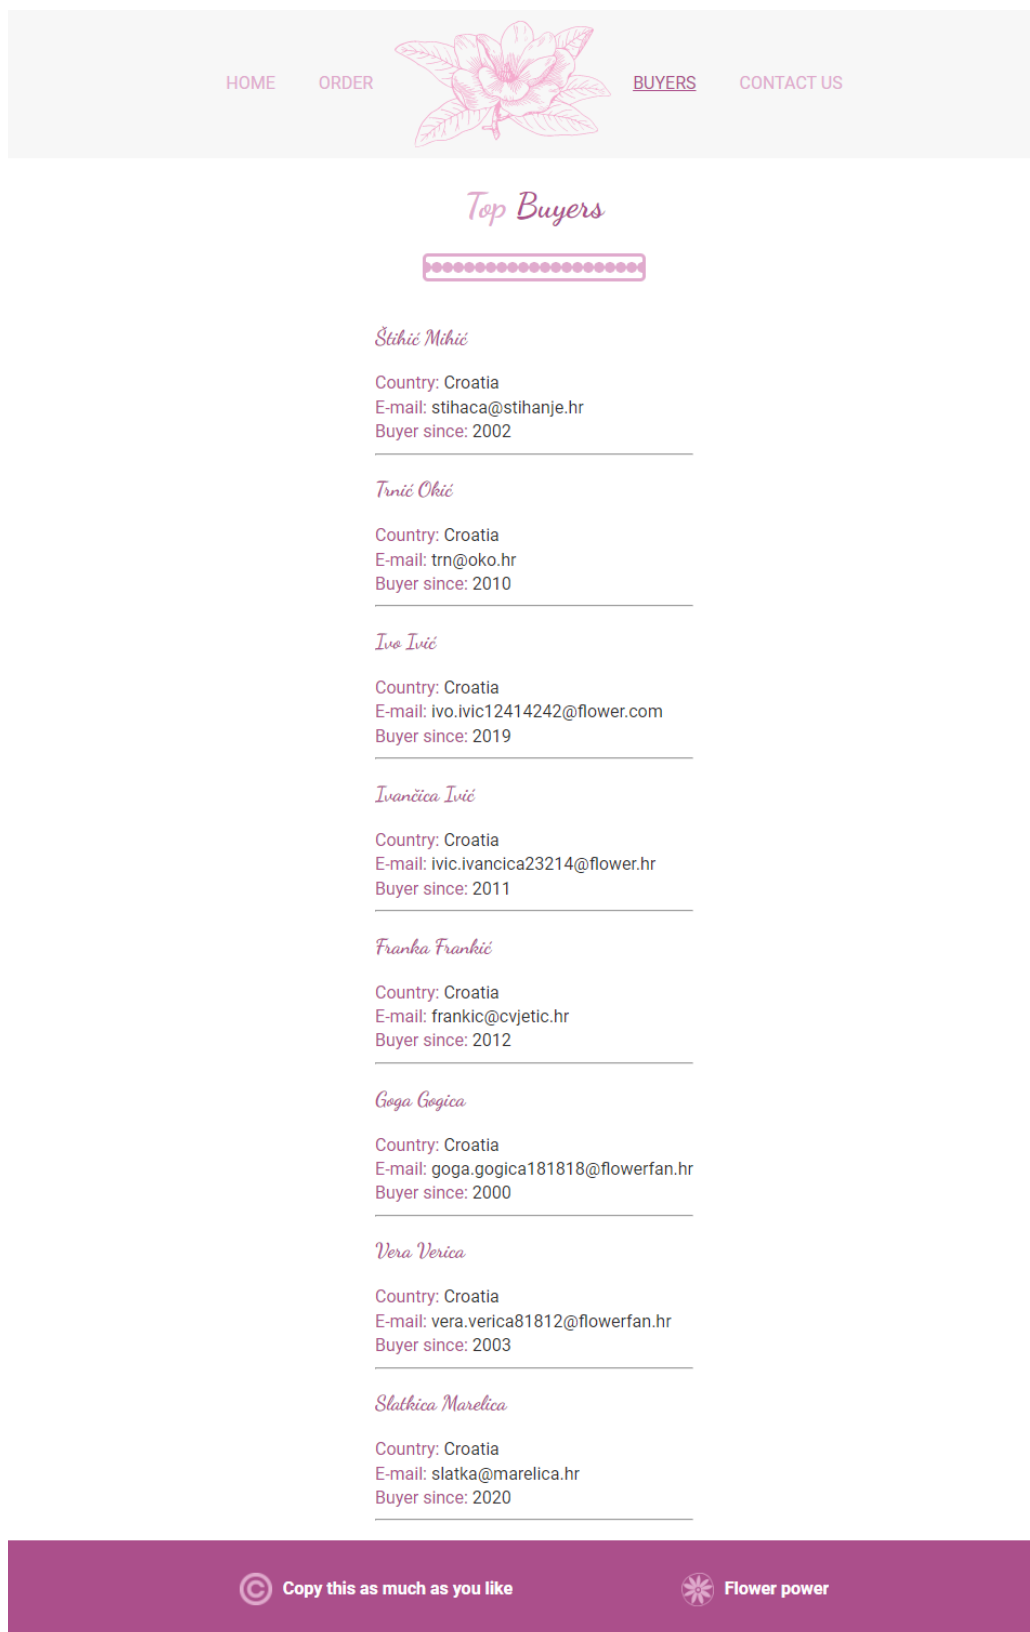 HOME ORDER BUYERS CONTACT US
Top Buyers
Štihić Mihić
Country: Croatia
E-mail: stihaca@stihanje.hr
Buyer since: 2002
Trnić Okić
Country: Croatia
E-mail: trn@oko.hr
Buyer since: 2010
Ivo Ivić
Country: Croatia
E-mail: ivo.ivic12414242@flower.com
Buyer since: 2019
Ivančica Ivić
Country: Croatia
E-mail: ivic.ivancica23214@flower.hr
Buyer since: 2011
Franka Frankić
Country: Croatia
E-mail: frankic@cvjetic.hr
Buyer since: 2012
Goga Gogica
Country: Croatia
E-mail: goga.gogica181818@flowerfan.hr
Buyer since: 2000
Vera Verica
Country: Croatia
E-mail: vera.verica81812@flowerfan.hr
Buyer since: 2003
Slatkica Marelica
Country: Croatia
E-mail: slatka@marelica.hr
Buyer since: 2020
© Copy this as much as you like Flower power